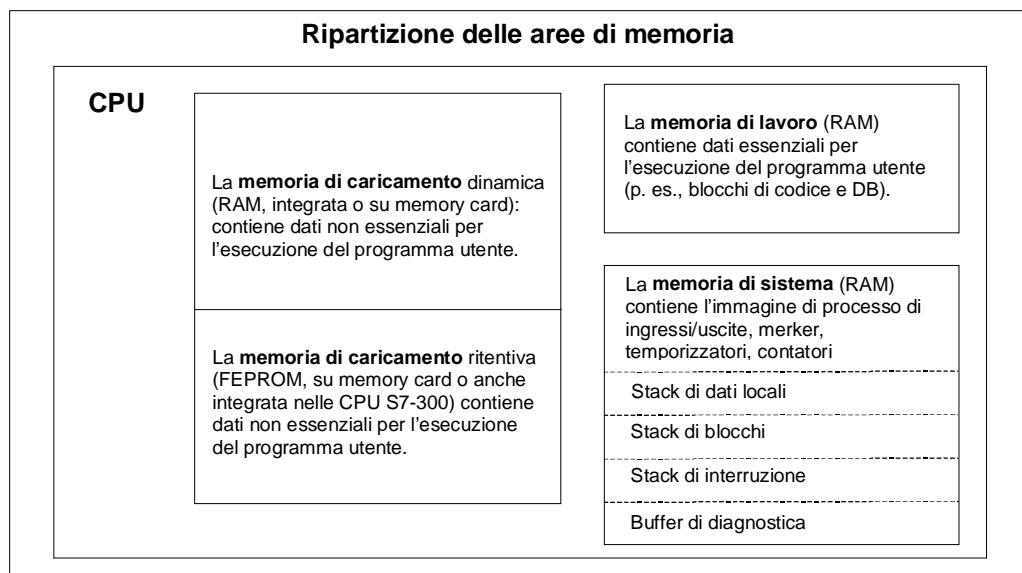 Ripartizione delle aree di memoria
CPU
La memoria di caricamento dinamica
(RAM, integrata o su memory card):
contiene dati non essenziali per
l'esecuzione del programma utente.
La memoria di caricamento ritentiva
(FEPROM, su memory card o anche
integrata nelle CPU S7-300) contiene
dati non essenziali per l'esecuzione
del programma utente.
La memoria di lavoro (RAM)
contiene dati essenziali per
l'esecuzione del programma utente
(p. es., blocchi di codice e DB).
La memoria di sistema (RAM)
contiene l'immagine di processo di
ingressi/uscite, merker,
temporizzatori, contatori
Stack di dati locali
Stack di blocchi
Stack di interruzione
Buffer di diagnostica